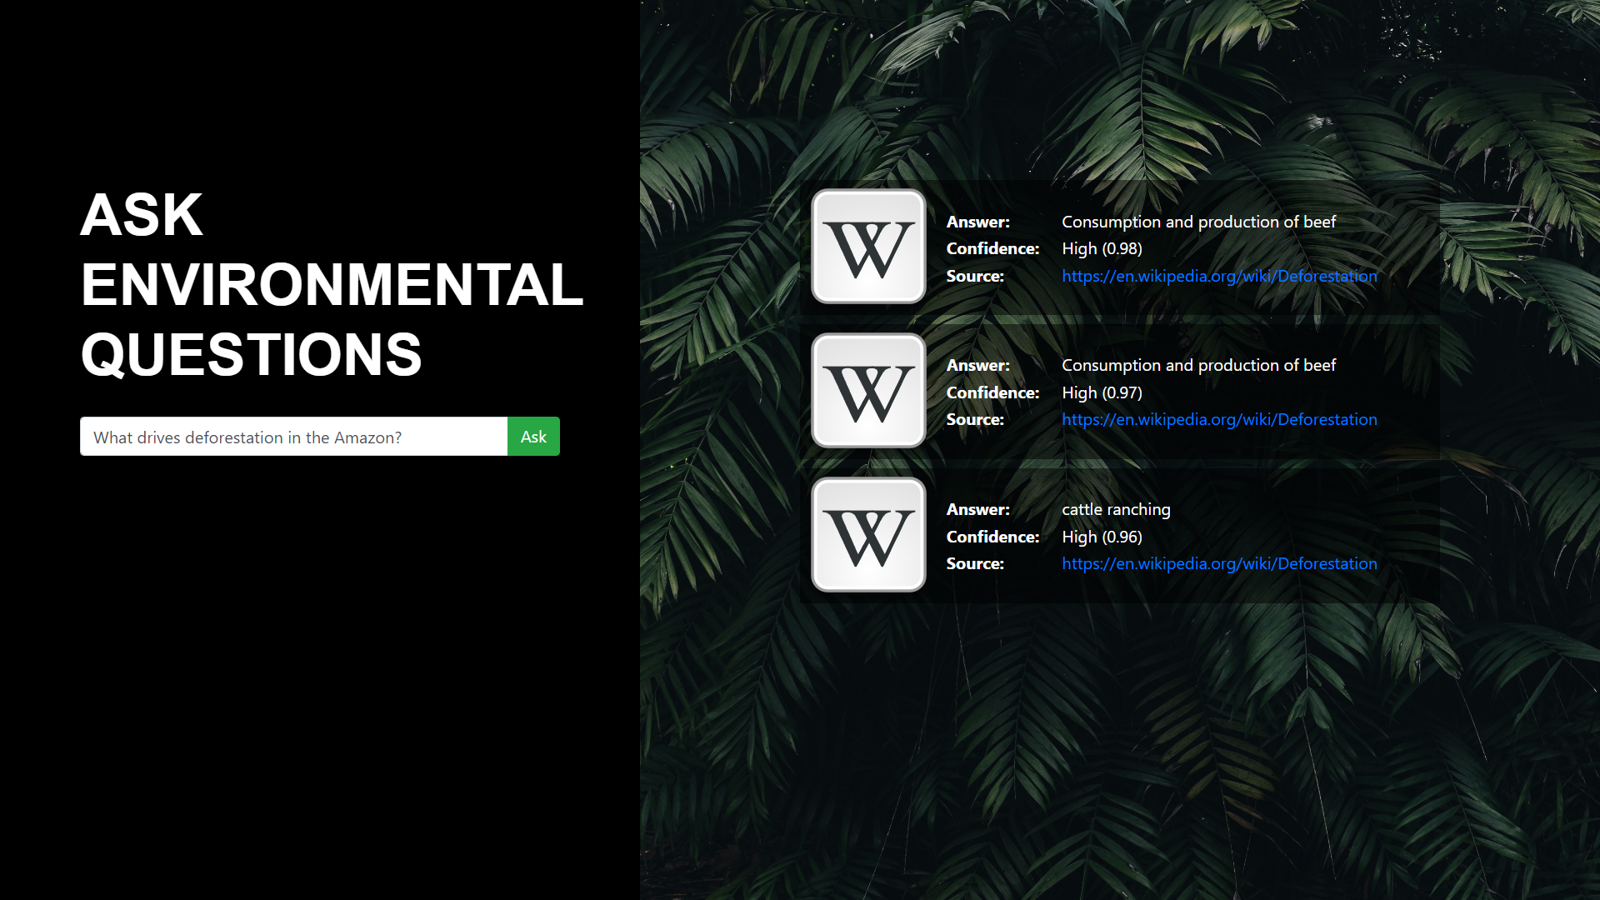 ASK
ENVIRONMENTAL
QUESTIONS
What drives deforestation in the Amazon? Ask
W
Answer: Consumption and production of beef
Confidence: High (0.98)
Source: https://en.wikipedia.org/wiki/Deforestation
W
Answer: Consumption and production of beef
Confidence: High (0.97)
Source: https://en.wikipedia.org/wiki/Deforestation
W
Answer: cattle ranching
Confidence: High (0.96)
Source: https://en.wikipedia.org/wiki/Deforestation